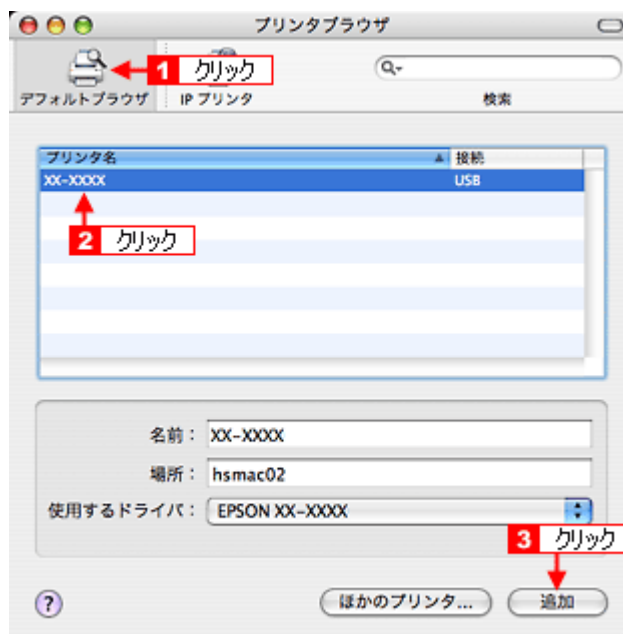 プリンタブラウザ
1 クリック
デフォルトブラウザ
IP プリンタ
検索
プリンタ名 接続
XX-XXXX USB
2 クリック
名前： XX-XXXX
場所： hsmac02
使用するドライバ： EPSON XX-XXXX
3 クリック
? ほかのプリンタ... 追加